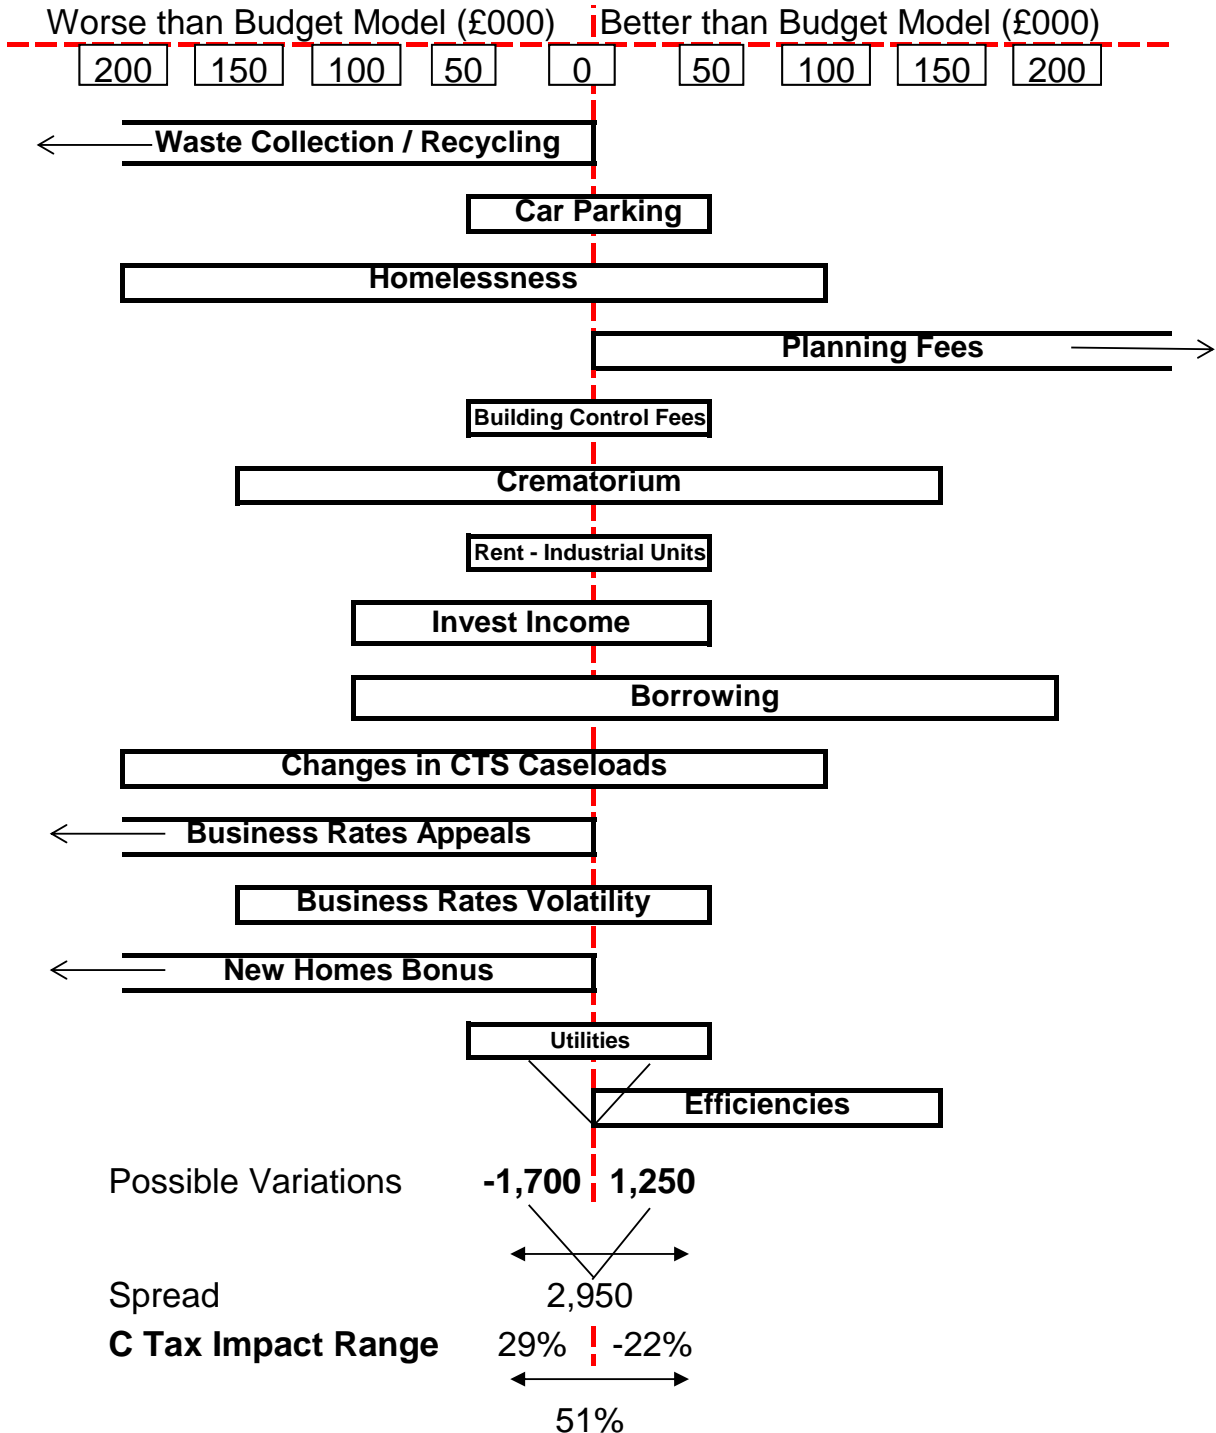 Worse than Budget Model (£000) Better than Budget Model (£000)
200 150 100 50 0 50 100 150 200
Waste Collection / Recycling
Car Parking
Homelessness
Planning Fees
Building Control Fees
Crematorium
Rent - Industrial Units
Invest Income
Borrowing
Changes in CTS Caseloads
Business Rates Appeals
Business Rates Volatility
New Homes Bonus
Utilities
Efficiencies
Possible Variations -1,700 1,250
Spread 2,950
C Tax Impact Range 29% -22%
51%